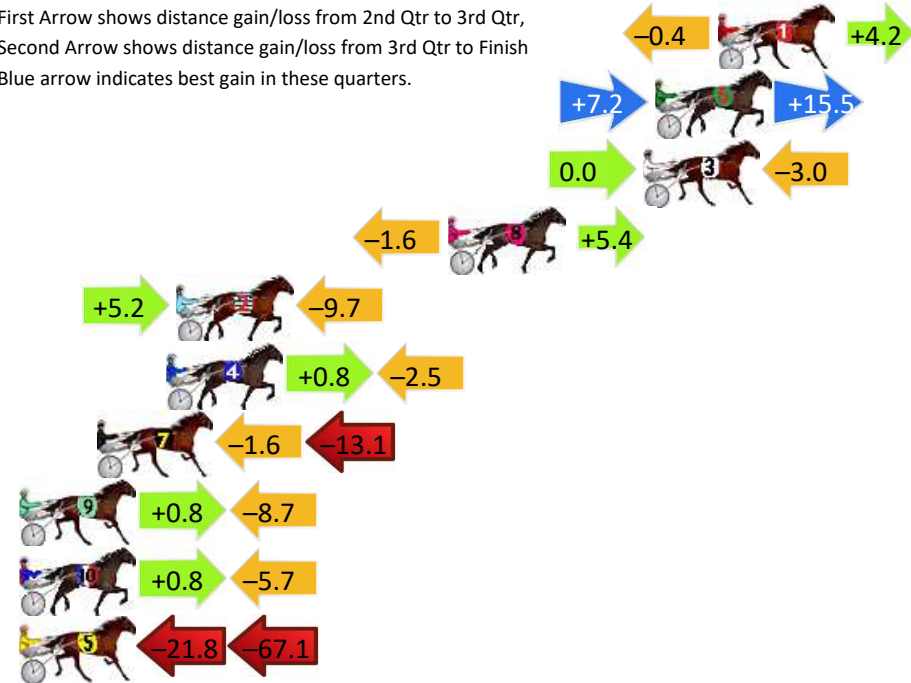 First Arrow shows distance gain/loss from 2nd Qtr to 3rd Qtr,
Second Arrow shows distance gain/loss from 3rd Qtr to Finish
Blue arrow indicates best gain in these quarters.
–0.4 1 +4.2
+7.2 6 +15.5
0.0 3 –3.0
–1.6 8 +5.4
+5.2 2 –9.7
4 +0.8 –2.5
7 –1.6 –13.1
9 +0.8 –8.7
10 +0.8 –5.7
5 –21.8 –67.1